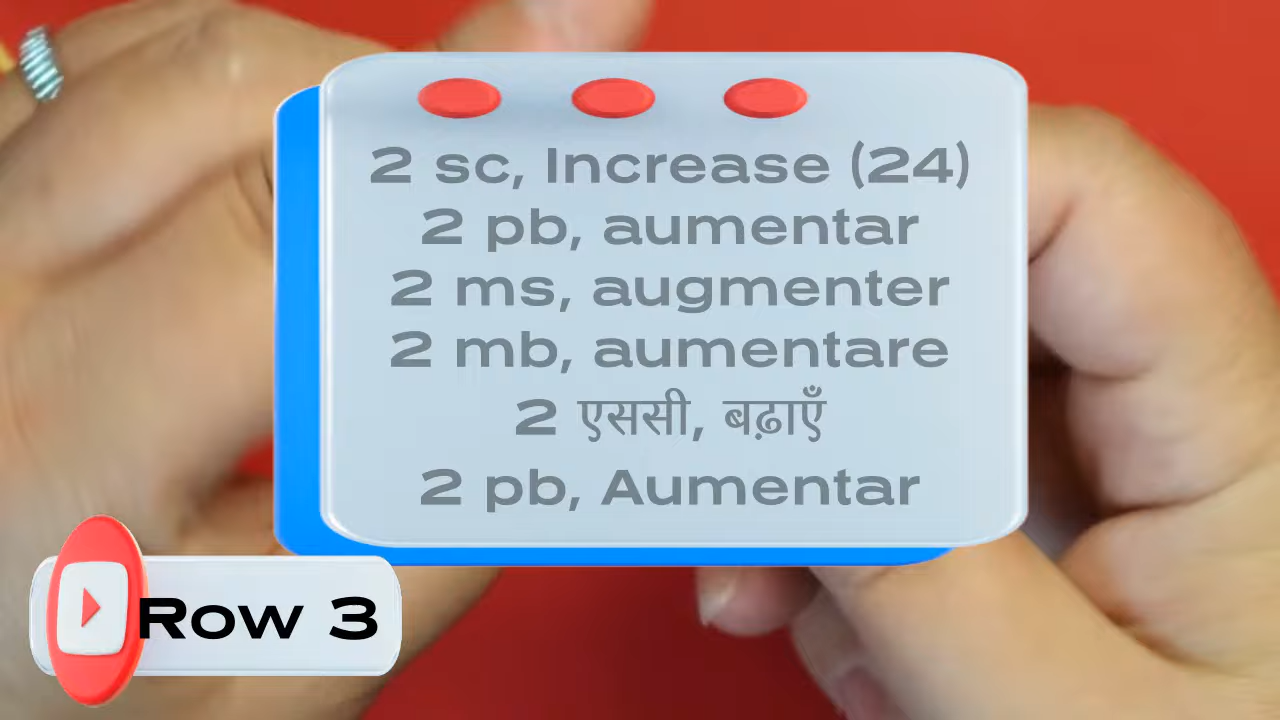 2 sc, Increase (24)
2 pb, aumentar
2 ms, augmenter
2 mb, aumentare
2 एससी, बढ़ाएँ
2 pb, Aumentar
Row 3